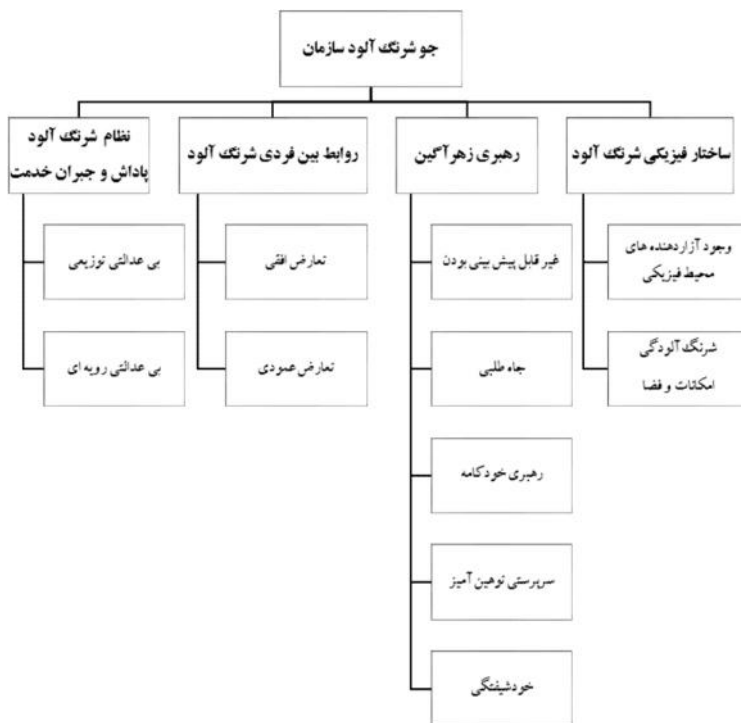 جو شرنگ آلود سازمان
ساختار فیزیکی شرنگ آلود
رهبری زهرآگین
روابط بین فردی شرنگ آلود
نظام شرنگ آلود
پاداش و جبران خدمت
وجود آزاردهنده های
محیط فیزیکی
شرنگ آلودگی
امکانات و فضا
غیر قابل پیش بینی بودن
جاه طلبی
رهبری خودکامه
سرپرستی توهین آمیز
خودشیفتگی
تعارض افقی
تعارض عمودی
بی عدالتی توزیعی
بی عدالتی رویه ای